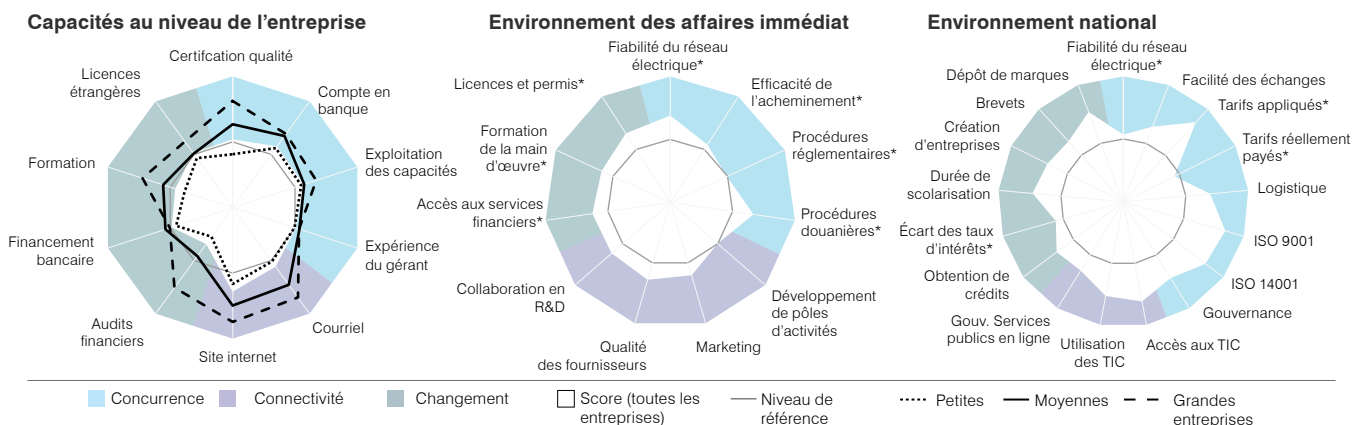 Capacités au niveau de l'entreprise
Certifcation qualité
Licences
étrangères
Compte en
banque
Formation
Exploitation
des capacités
Financement
bancaire
Expérience
du gérant
Audits
financiers
Courriel
Site internet
Environnement des affaires immédiat
Fiabilité du réseau
électrique*
Licences et permis*
Efficacité de
l'acheminement*
Formation
de la main
d'œuvre*
Procédures
réglementaires*
Accès aux services
financiers*
Procédures
douanières*
Collaboration en
R&D
Développement
de pôles
d'activités
Qualité
des fournisseurs
Marketing
Environnement national
Fiabilité du réseau
électrique*
Dépôt de marques
Facilité des échanges
Brevets
Tarifs appliqués*
Création
d'entreprises
Tarifs réellement
payés*
Durée de
scolarisation
Logistique
Écart des taux
d'intérêts*
ISO 9001
Obtention de
crédits
ISO 14001
Gouvernance
Gouv. Services
publics en ligne
Utilisation
des TIC
Accès aux TIC
Concurrence
Connectivité
Changement
Score (toutes les
entreprises)
Niveau de
référence
Petites
Moyennes
Grandes
entreprises